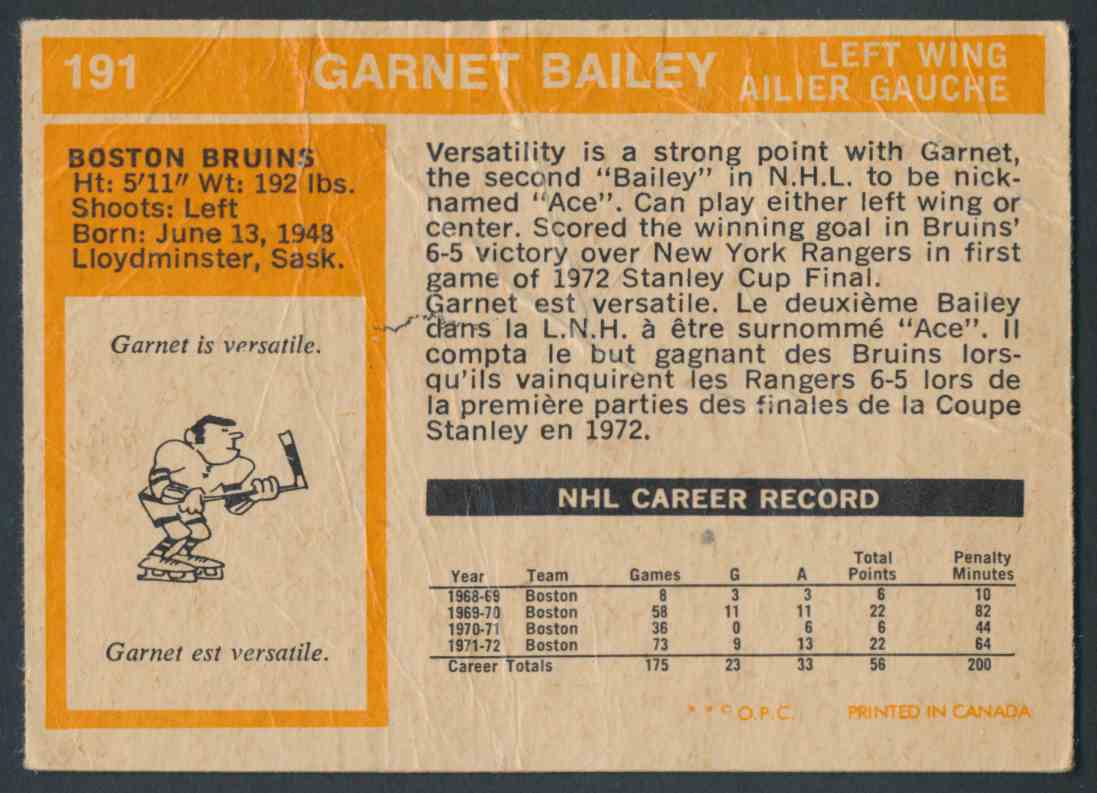 191 GARNET BAILEY LEFT WING
AILIER GAUCHE
BOSTON BRUINS
Ht: 5'11" Wt: 192 lbs.
Shoots: Left
Born: June 13, 1948
Lloydminster, Sask.
Garnet is versatile.
Garnet est versatile.
Versatility is a strong point with Garnet,
the second "Bailey" in N.H.L. to be nick-
named "Ace". Can play either left wing or
center. Scored the winning goal in Bruins'
6-5 victory over New York Rangers in first
game of 1972 Stanley Cup Final.
Garnet est versatile. Le deuxième Bailey
dans la L.N.H. à être surnommé "Ace". Il
compta le but gagnant des Bruins lors-
qu'ils vainquirent les Rangers 6-5 lors de
la première parties des finales de la Coupe
Stanley en 1972.
NHL CAREER RECORD
Year Team Games G A Total Points Penalty Minutes
1968-69 Boston 8 3 3 6 10
1969-70 Boston 58 11 11 22 82
1970-71 Boston 36 0 6 6 44
1971-72 Boston 73 9 13 22 64
Career Totals 175 23 33 56 200
* * © O.P.C. PRINTED IN CANADA